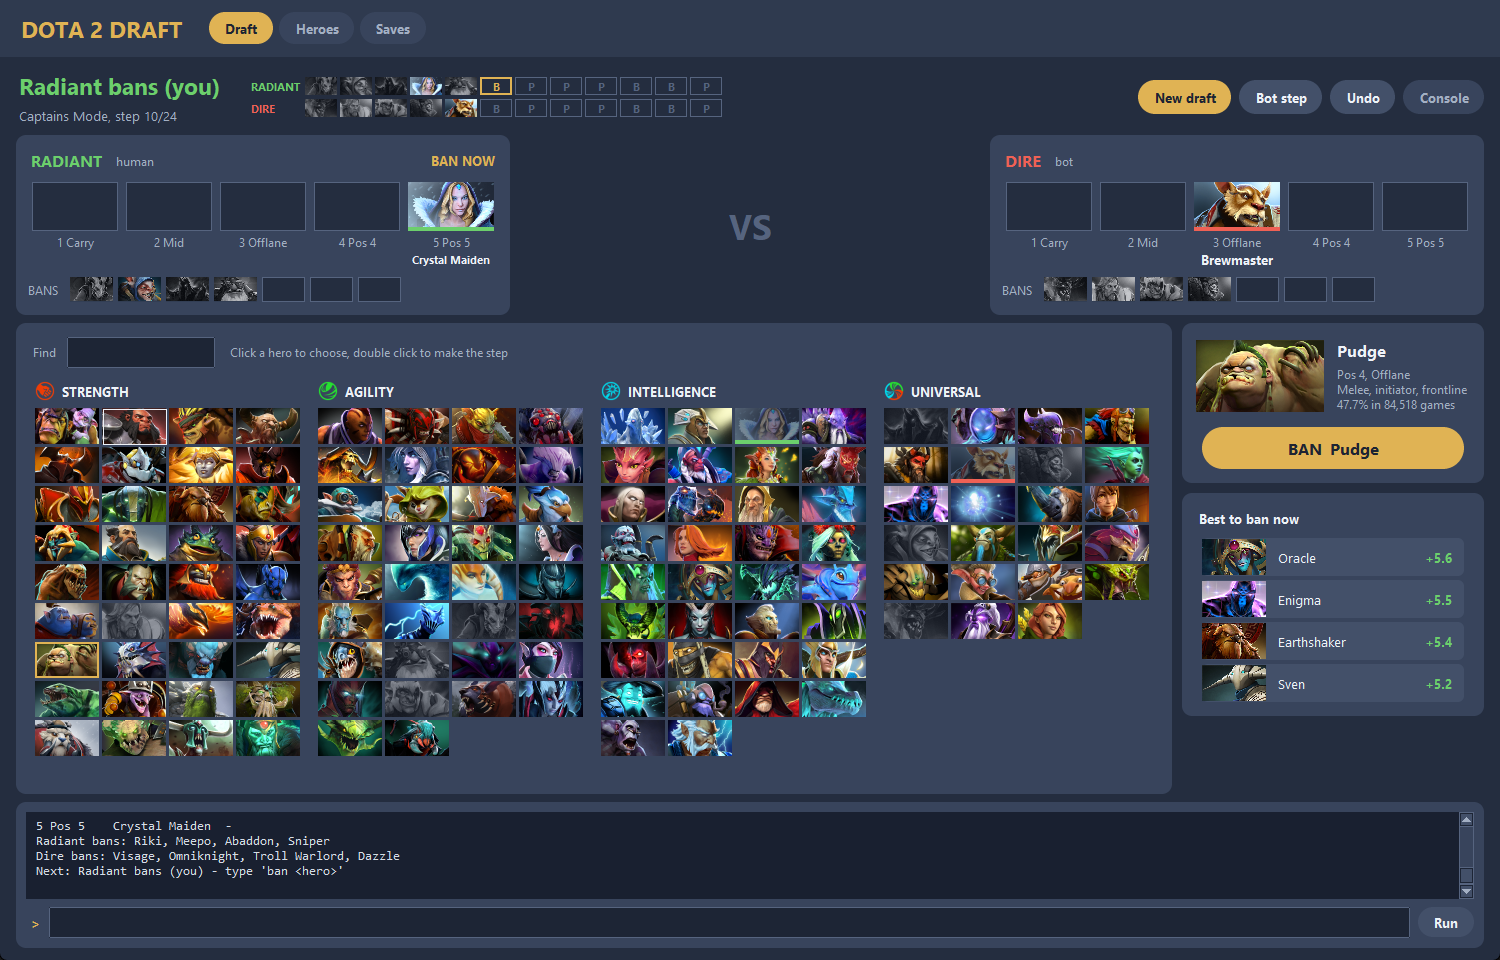 DOTA 2 DRAFT
Draft
Heroes
Saves
Radiant bans (you)
Captains Mode, step 10/24
RADIANT B P P P B B P
DIRE B P P P B B P
New draft
Bot step
Undo
Console
RADIANT human BAN NOW
1 Carry
2 Mid
3 Offlane
4 Pos 4
5 Pos 5
Crystal Maiden
BANS
VS
DIRE bot
1 Carry
2 Mid
3 Offlane
4 Pos 4
5 Pos 5
Brewmaster
BANS
Find
Click a hero to choose, double click to make the step
STRENGTH
AGILITY
INTELLIGENCE
UNIVERSAL
Pudge
Pos 4, Offlane
Melee, initiator, frontline
47.7% in 84,518 games
BAN Pudge
Best to ban now
Oracle +5.6
Enigma +5.5
Earthshaker +5.4
Sven +5.2
5 Pos 5 Crystal Maiden -
Radiant bans: Riki, Meepo, Abaddon, Sniper
Dire bans: Visage, Omniknight, Troll Warlord, Dazzle
Next: Radiant bans (you) - type 'ban <hero>'
>
Run